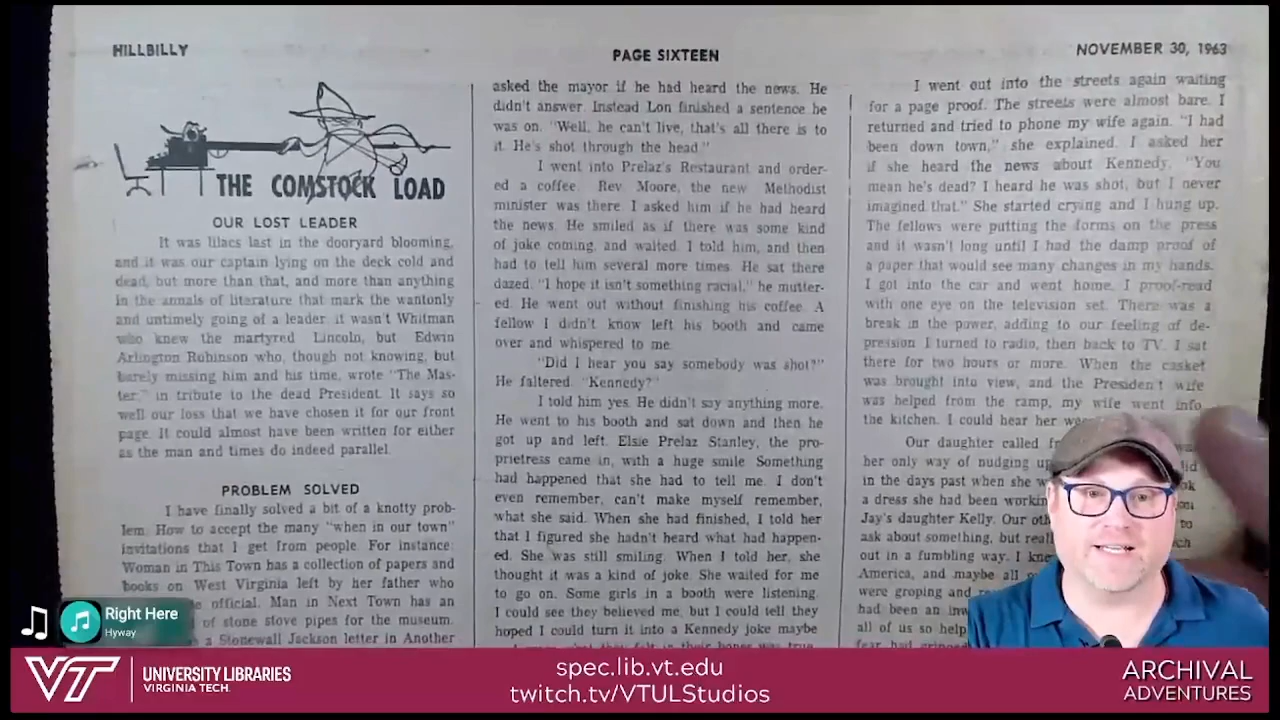 HILLBILLY
PAGE SIXTEEN
NOVEMBER 30, 1963
THE COMSTOCK LOAD
OUR LOST LEADER
It was lilacs last in the dooryard blooming,
and it was our captain lying on the deck cold and
dead, but more than that, and more than anything
in the annals of literature that mark the wantonly
and untimely going of a leader it wasn't Whitman
who knew the martyred Lincoln, but Edwin
Arlington Robinson who, though not knowing, but
barely missing him and his time, wrote "The Mas-
ter," in tribute to the dead President. It says so
well our loss that we have chosen it for our front
page. It could almost have been written for either
as the man and times do indeed parallel.
PROBLEM SOLVED
I have finally solved a bit of a knotty prob-
lem. How to accept the many "when in our town"
invitations that I get from people. For instance:
Woman in This Town has a collection of papers and
books on West Virginia left by her father who
official. Man in Next Town has an
of stone stove pipes for the museum.
a Stonewall Jackson letter in Another
asked the mayor if he had heard the news. He
didn't answer. Instead Lon finished a sentence he
was on. "Well, he can't live, that's all there is to
it. He's shot through the head."
I went into Prelaz's Restaurant and order-
ed a coffee. Rev. Moore, the new Methodist
minister was there. I asked him if he had heard
the news. He smiled as if there was some kind
of joke coming, and waited. I told him, and then
had to tell him several more times. He sat there
dazed. "I hope it isn't something racial," he mutter-
ed. He went out without finishing his coffee. A
fellow I didn't know left his booth and came
over and whispered to me.
"Did I hear you say somebody was shot?"
He faltered. "Kennedy?"
I told him yes. He didn't say anything more.
He went to his booth and sat down and then he
got up and left. Elsie Prelaz Stanley, the pro-
prietress came in, with a huge smile Something
had happened that she had to tell me. I don't
even remember, can't make myself remember,
what she said. When she had finished, I told her
that I figured she hadn't heard what had happen-
ed. She was still smiling. When I told her, she
thought it was a kind of joke. She waited for me
to go on. Some girls in a booth were listening.
I could see they believed me, but I could tell they
hoped I could turn it into a Kennedy joke maybe
I went out into the streets again waiting
for a page proof. The streets were almost bare. I
returned and tried to phone my wife again. "I had
been down town," she explained. I asked her
if she heard the news about Kennedy. "You
mean he's dead? I heard he was shot, but I never
imagined that." She started crying and I hung up.
The fellows were putting the forms on the press
and it wasn't long until I had the damp proof of
a paper that would see many changes in my hands.
I got into the car and went home. I proof-read
with one eye on the television set. There was a
break in the power, adding to our feeling of de-
pression I turned to radio, then back to TV. I sat
there for two hours or more. When the casket
was brought into view, and the President wife
was helped from the ramp, my wife went into
the kitchen. I could hear her
Our daughter called
her only way of nudging
in the days past when she
a dress she had been
Jay's daughter Kelly. Our
ask about something, but
out in a fumbling way. I
America, and maybe all
were groping and
had been an
all of us so
Right Here
Hyway
VT
UNIVERSITY LIBRARIES
VIRGINIA TECH
spec.lib.vt.edu
twitch.tv/VTULStudios
ARCHIVAL
ADVENTURES